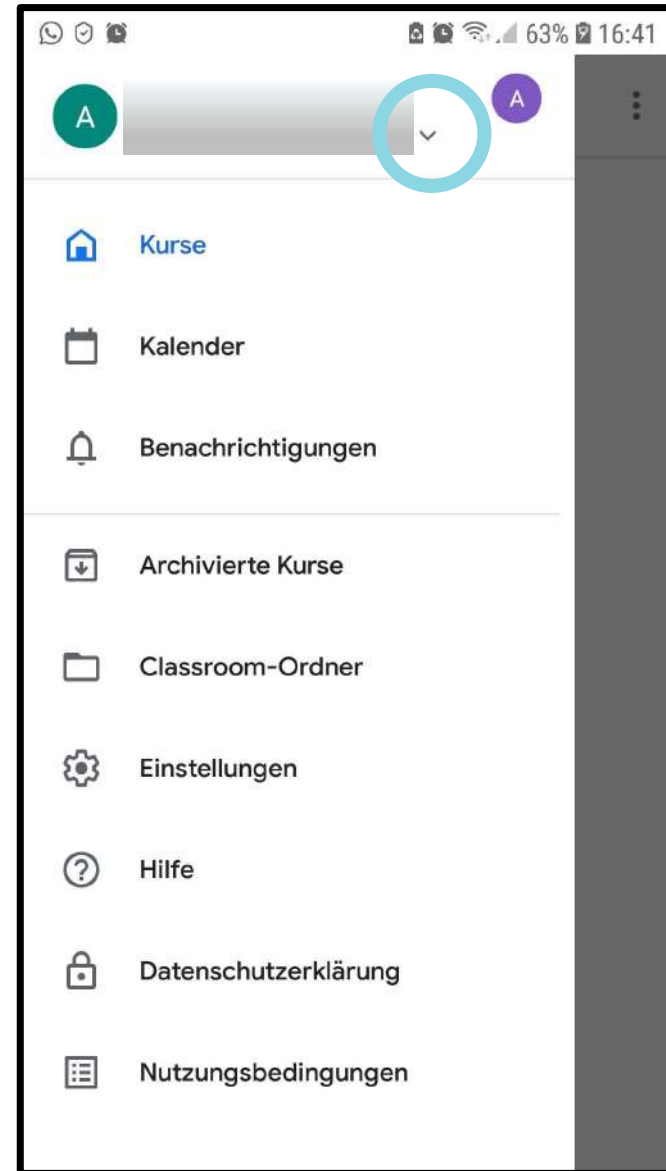 63% 16:41
A
A
Kurse
Kalender
Benachrichtigungen
Archivierte Kurse
Classroom-Ordner
Einstellungen
Hilfe
Datenschutzerklärung
Nutzungsbedingungen